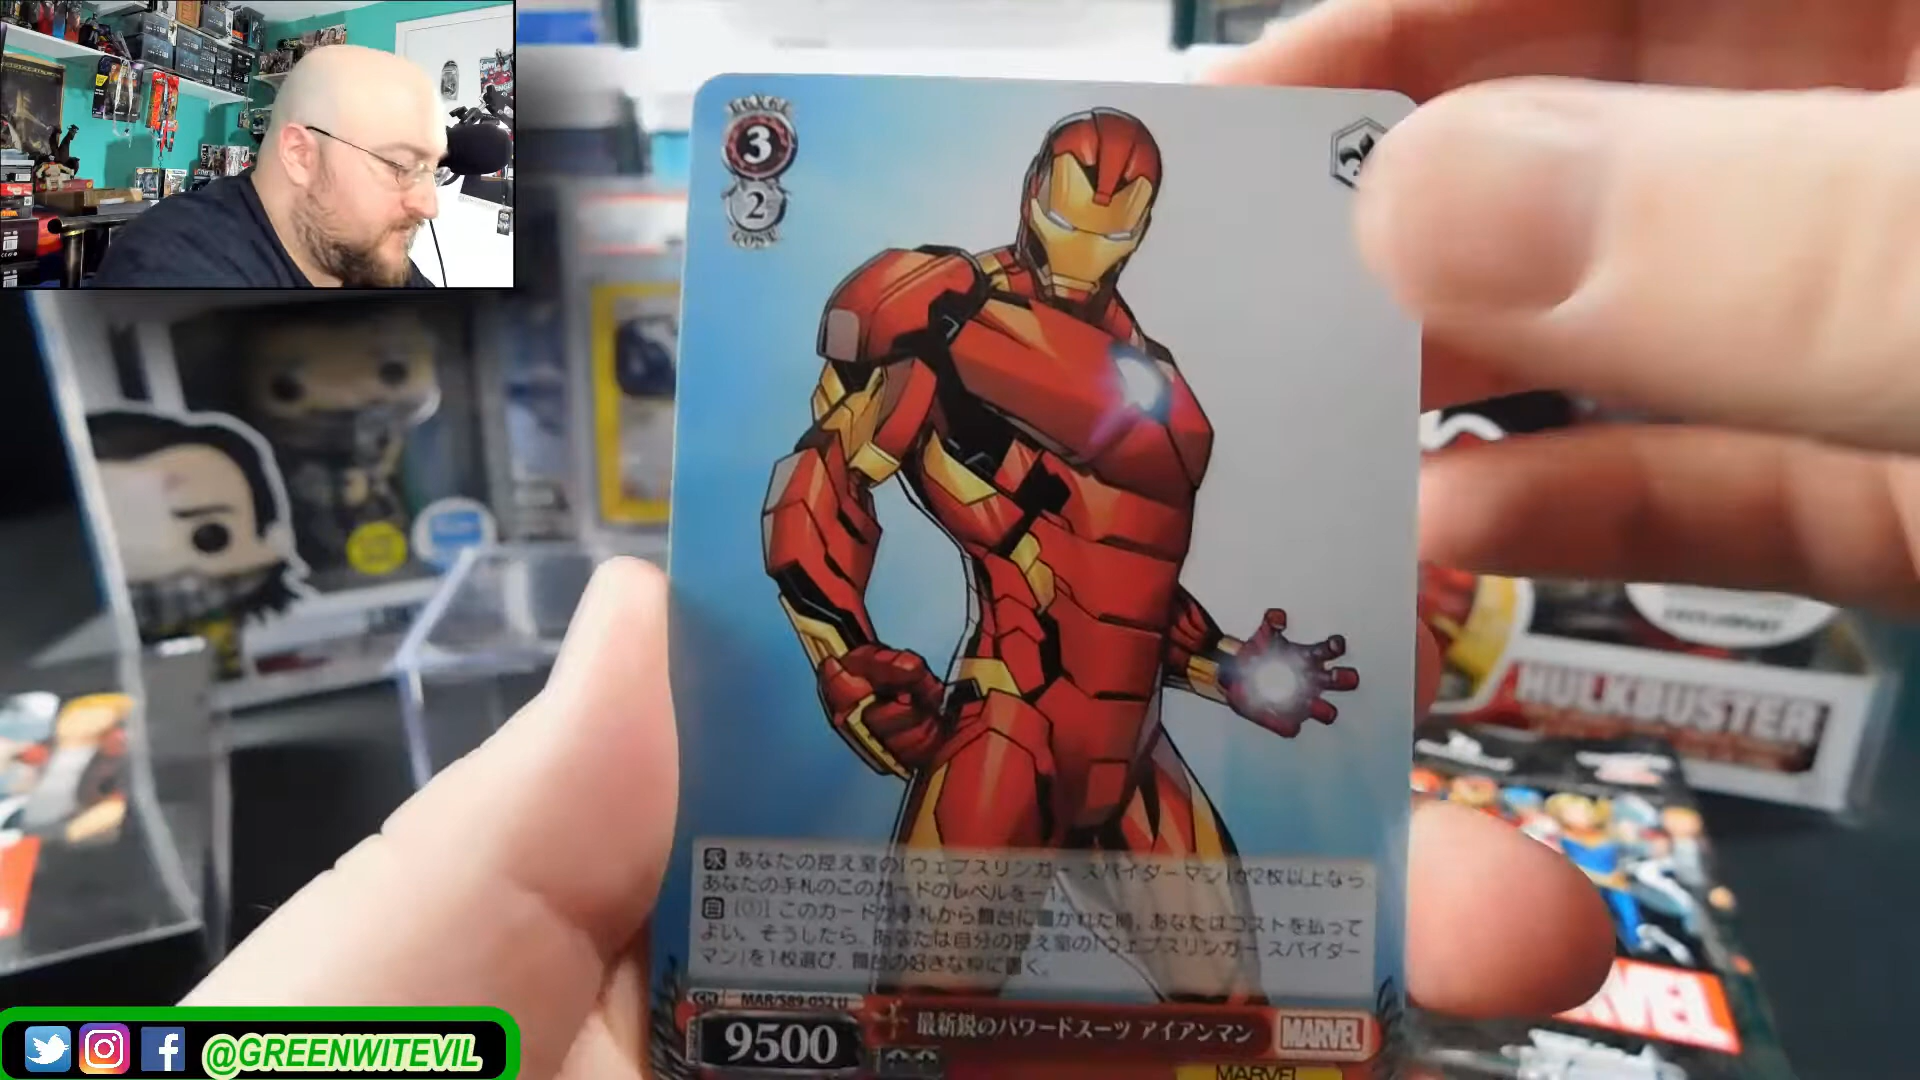 LEVEL
3
2
COST
永 あなたの控え室の「ウェブスリンガー スパイダーマン」が2枚以上なら、
あなたの手札のこのカードのレベルを－1。
自 [(0)] このカードが手札から舞台に置かれた時、あなたはコストを払って
よい。そうしたら、あなたは自分の控え室の「ウェブスリンガー スパイダー
マン」を1枚選び、舞台の好きな枠に置く。
CH MAR/S89-052 U
9500
最新鋭のパワードスーツ アイアンマン
MARVEL
MARVEL
HULKBUSTER
@GREENWITEVIL